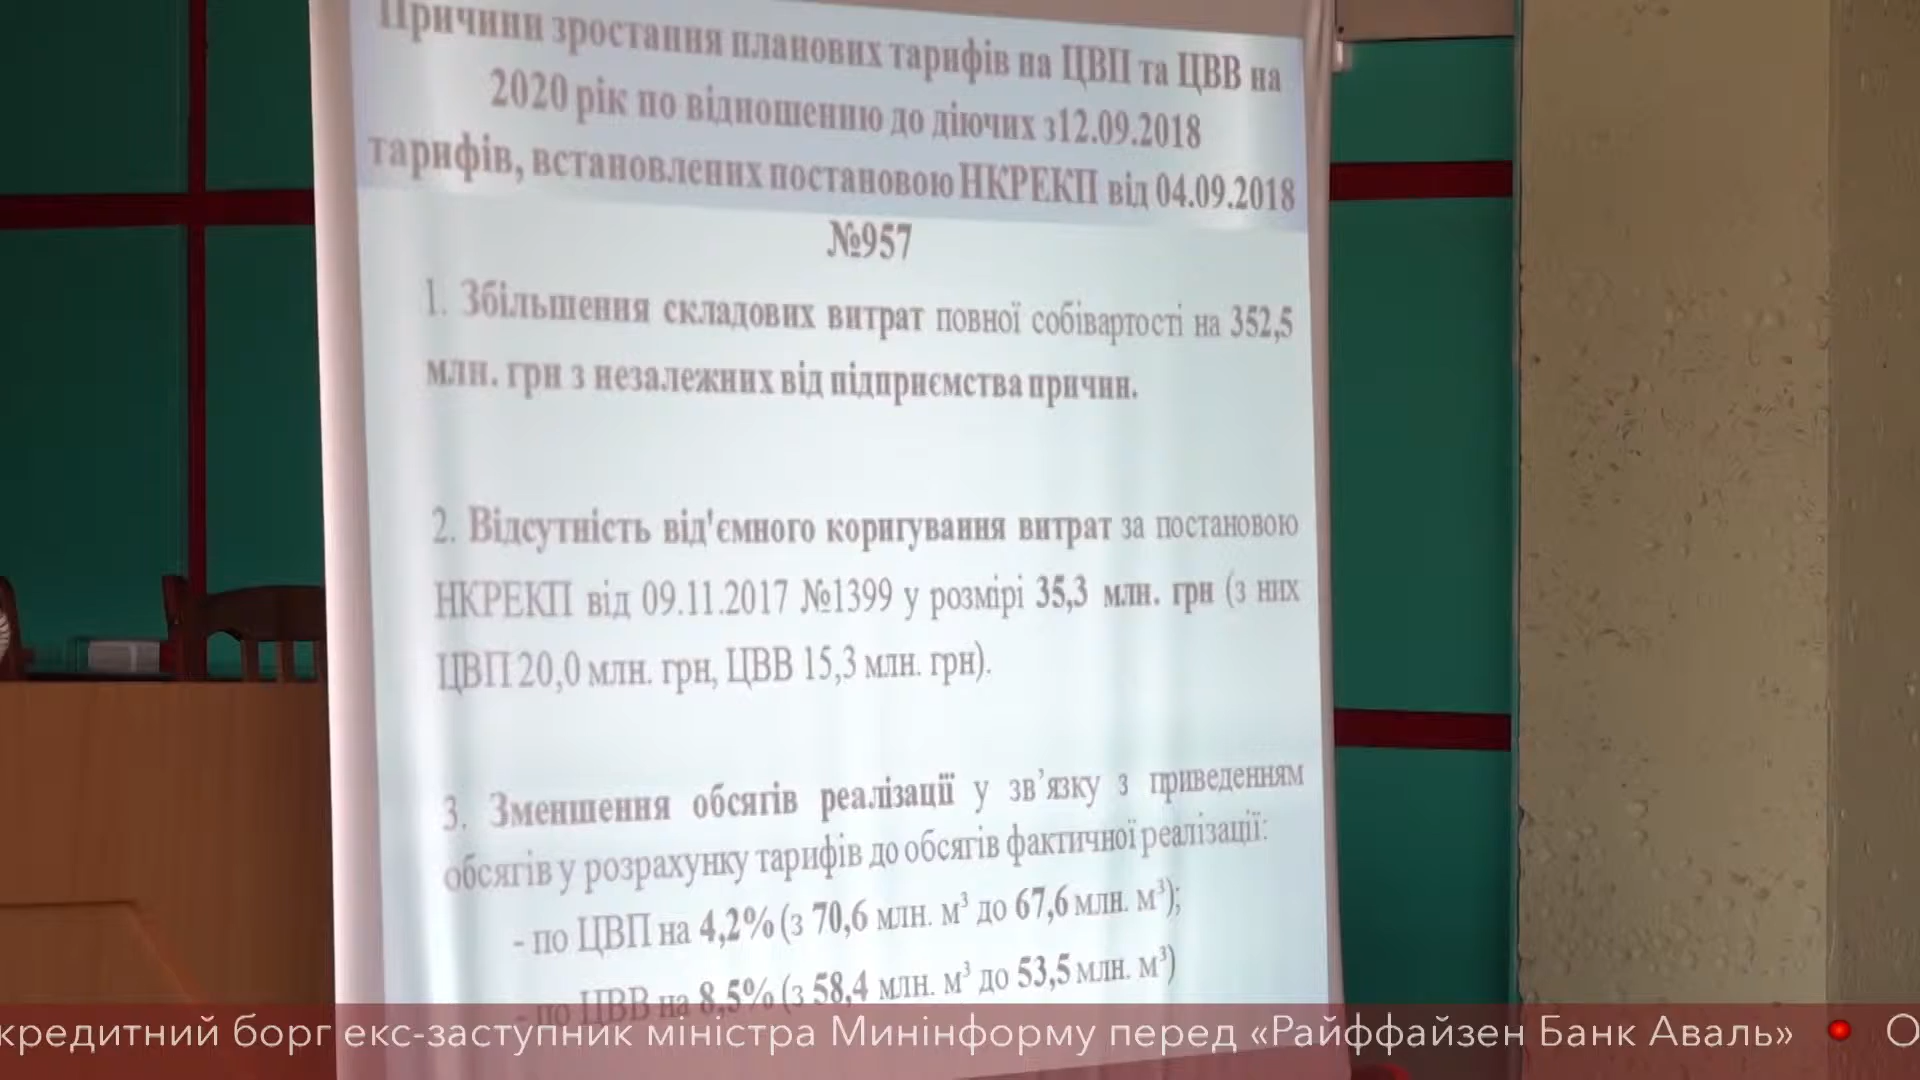 Причини зростання планових тарифів на ЦВП та ЦВВ на
2020 рік по відношенню до діючих з12.09.2018
тарифів, встановлених постановою НКРЕКП від 04.09.2018
№957
1. Збільшення складових витрат повної собівартості на 352,5
млн. грн з незалежних від підприємства причин.
2. Відсутність від'ємного коригування витрат за постановою
НКРЕКП від 09.11.2017 №1399 у розмірі 35,3 млн. грн (з них
ЦВП 20,0 млн. грн, ЦВВ 15,3 млн. грн).
3. Зменшення обсягів реалізації у зв’язку з приведенням
обсягів у розрахунку тарифів до обсягів фактичної реалізації:
- по ЦВП на 4,2% (з 70,6 млн. м³ до 67,6 млн. м³);
- по ЦВВ на 8,5% (з 58,4 млн. м³ до 53,5 млн. м³)
кредитний борг екс-заступник міністра Минінформу перед «Райффайзен Банк Аваль» О